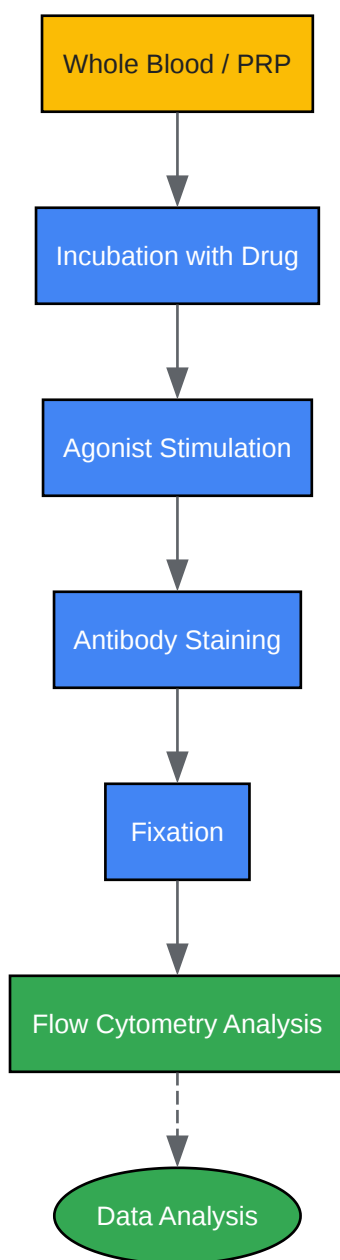 Whole Blood / PRP
Incubation with Drug
Agonist Stimulation
Antibody Staining
Fixation
Flow Cytometry Analysis
Data Analysis